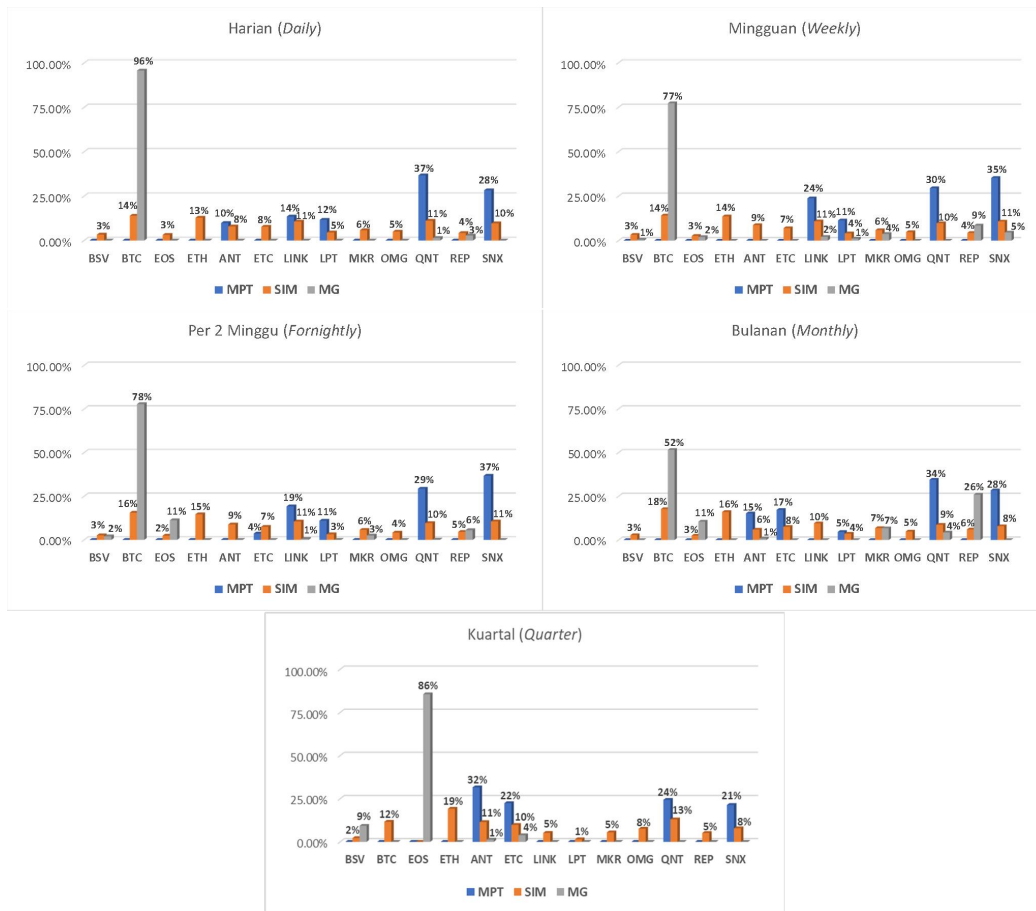 Harian (Daily)
100.00%
75.00%
50.00%
25.00%
0.00%
3% 14% 96% 3% 13% 10% 8% 8% 14% 11% 12% 5% 6% 5% 37% 11% 1% 4% 3% 28% 10%
BSV BTC EOS ETH ANT ETC LINK LPT MKR OMG QNT REP SNX
MPT SIM MG
Mingguan (Weekly)
100.00%
75.00%
50.00%
25.00%
0.00%
3% 1% 14% 77% 3% 2% 14% 9% 7% 24% 11% 2% 11% 4% 1% 6% 4% 5% 30% 10% 4% 9% 35% 11% 5%
BSV BTC EOS ETH ANT ETC LINK LPT MKR OMG QNT REP SNX
MPT SIM MG
Per 2 Minggu (Fornightly)
100.00%
75.00%
50.00%
25.00%
0.00%
3% 2% 16% 78% 2% 11% 15% 9% 4% 7% 19% 11% 1% 11% 3% 6% 3% 4% 29% 10% 5% 6% 37% 11%
BSV BTC EOS ETH ANT ETC LINK LPT MKR OMG QNT REP SNX
MPT SIM MG
Bulanan (Monthly)
100.00%
75.00%
50.00%
25.00%
0.00%
3% 18% 52% 3% 11% 16% 15% 6% 1% 17% 8% 10% 5% 4% 7% 7% 5% 34% 9% 4% 6% 26% 28% 8%
BSV BTC EOS ETH ANT ETC LINK LPT MKR OMG QNT REP SNX
MPT SIM MG
Kuartal (Quarter)
100.00%
75.00%
50.00%
25.00%
0.00%
2% 9% 12% 86% 19% 32% 11% 1% 22% 10% 4% 5% 1% 5% 8% 24% 13% 5% 21% 8%
BSV BTC EOS ETH ANT ETC LINK LPT MKR OMG QNT REP SNX
MPT SIM MG